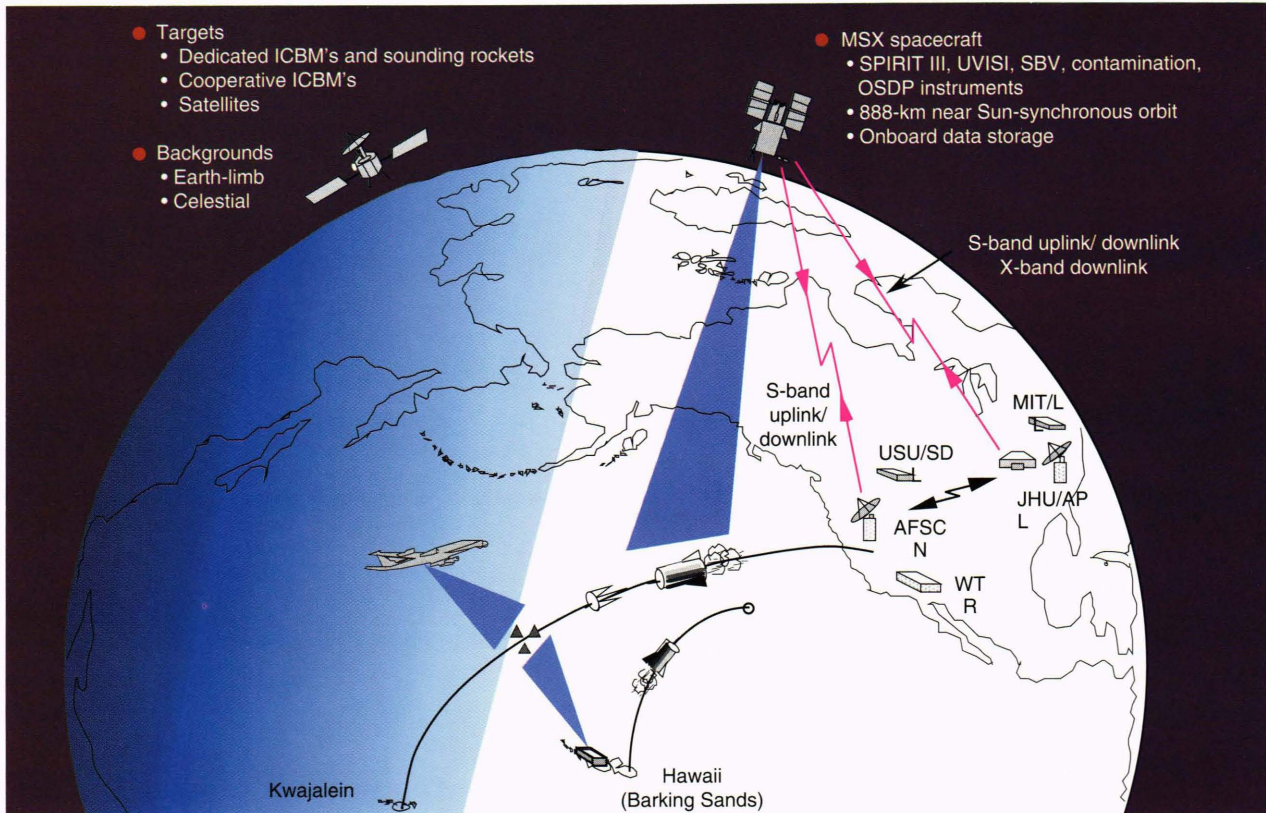 ● Targets
• Dedicated ICBM's and sounding rockets
• Cooperative ICBM's
• Satellites
● Backgrounds
• Earth-limb
• Celestial
● MSX spacecraft
• SPIRIT III, UVISI, SBV, contamination,
OSDP instruments
• 888-km near Sun-synchronous orbit
• Onboard data storage
S-band uplink/ downlink
X-band downlink
S-band
uplink/
downlink
MIT/L
L
USU/SD
L
JHU/AP
L
AFSC
N
WT
R
Kwajalein
Hawaii
(Barking Sands)